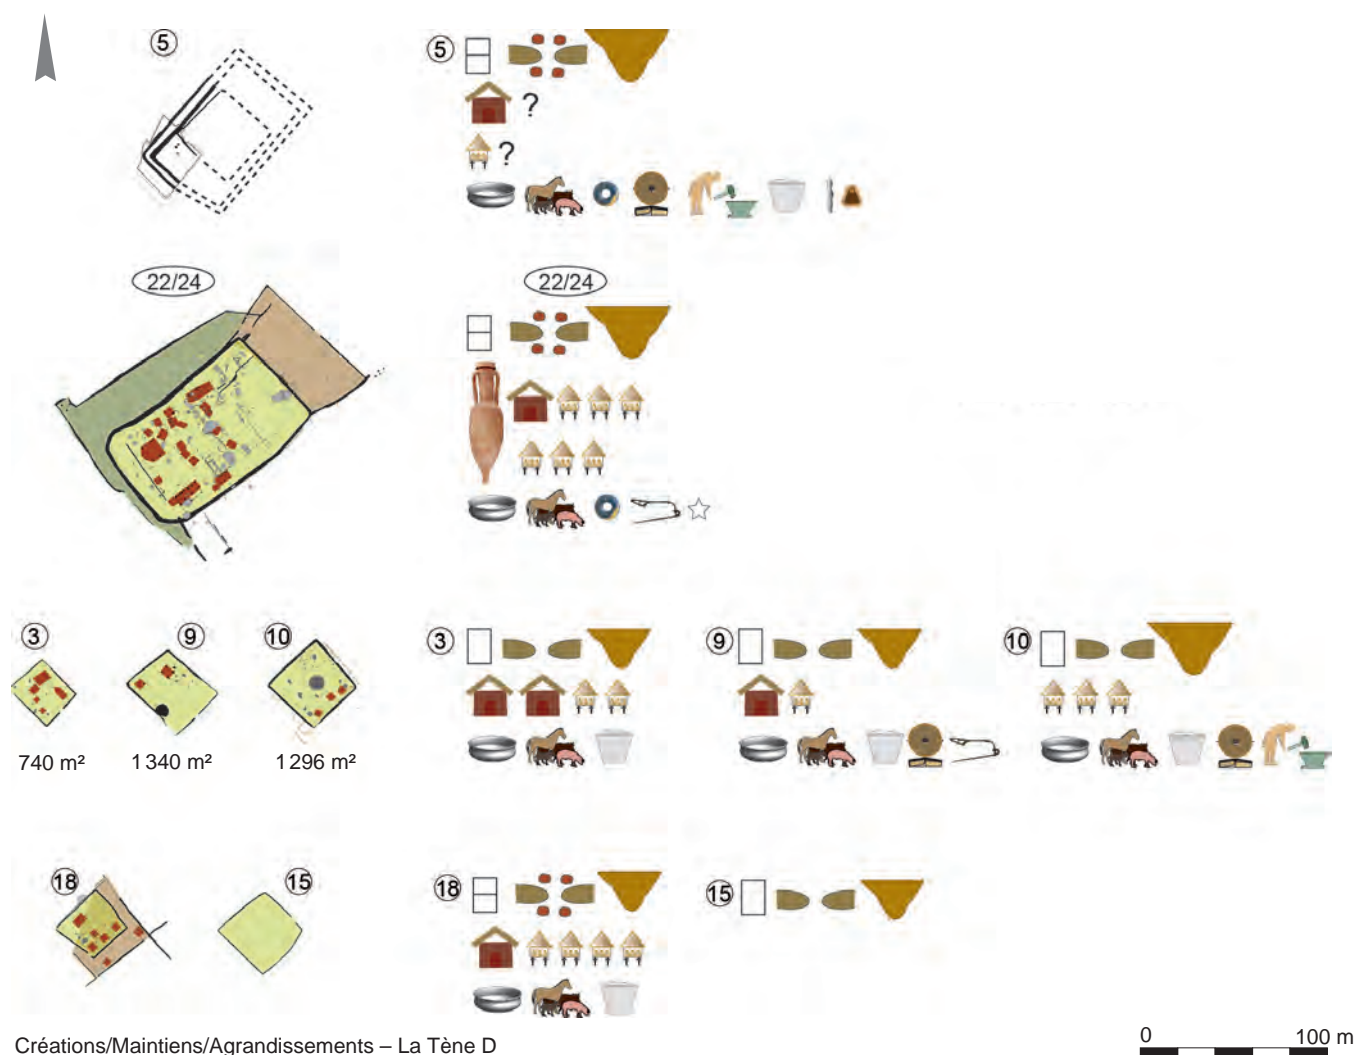 5 5
?
?
22/24 22/24
3 9 10 3 9 10
740 m² 1 340 m² 1 296 m²
18 15 18 15
Créations/Maintiens/Agrandissements – La Tène D
0 100 m